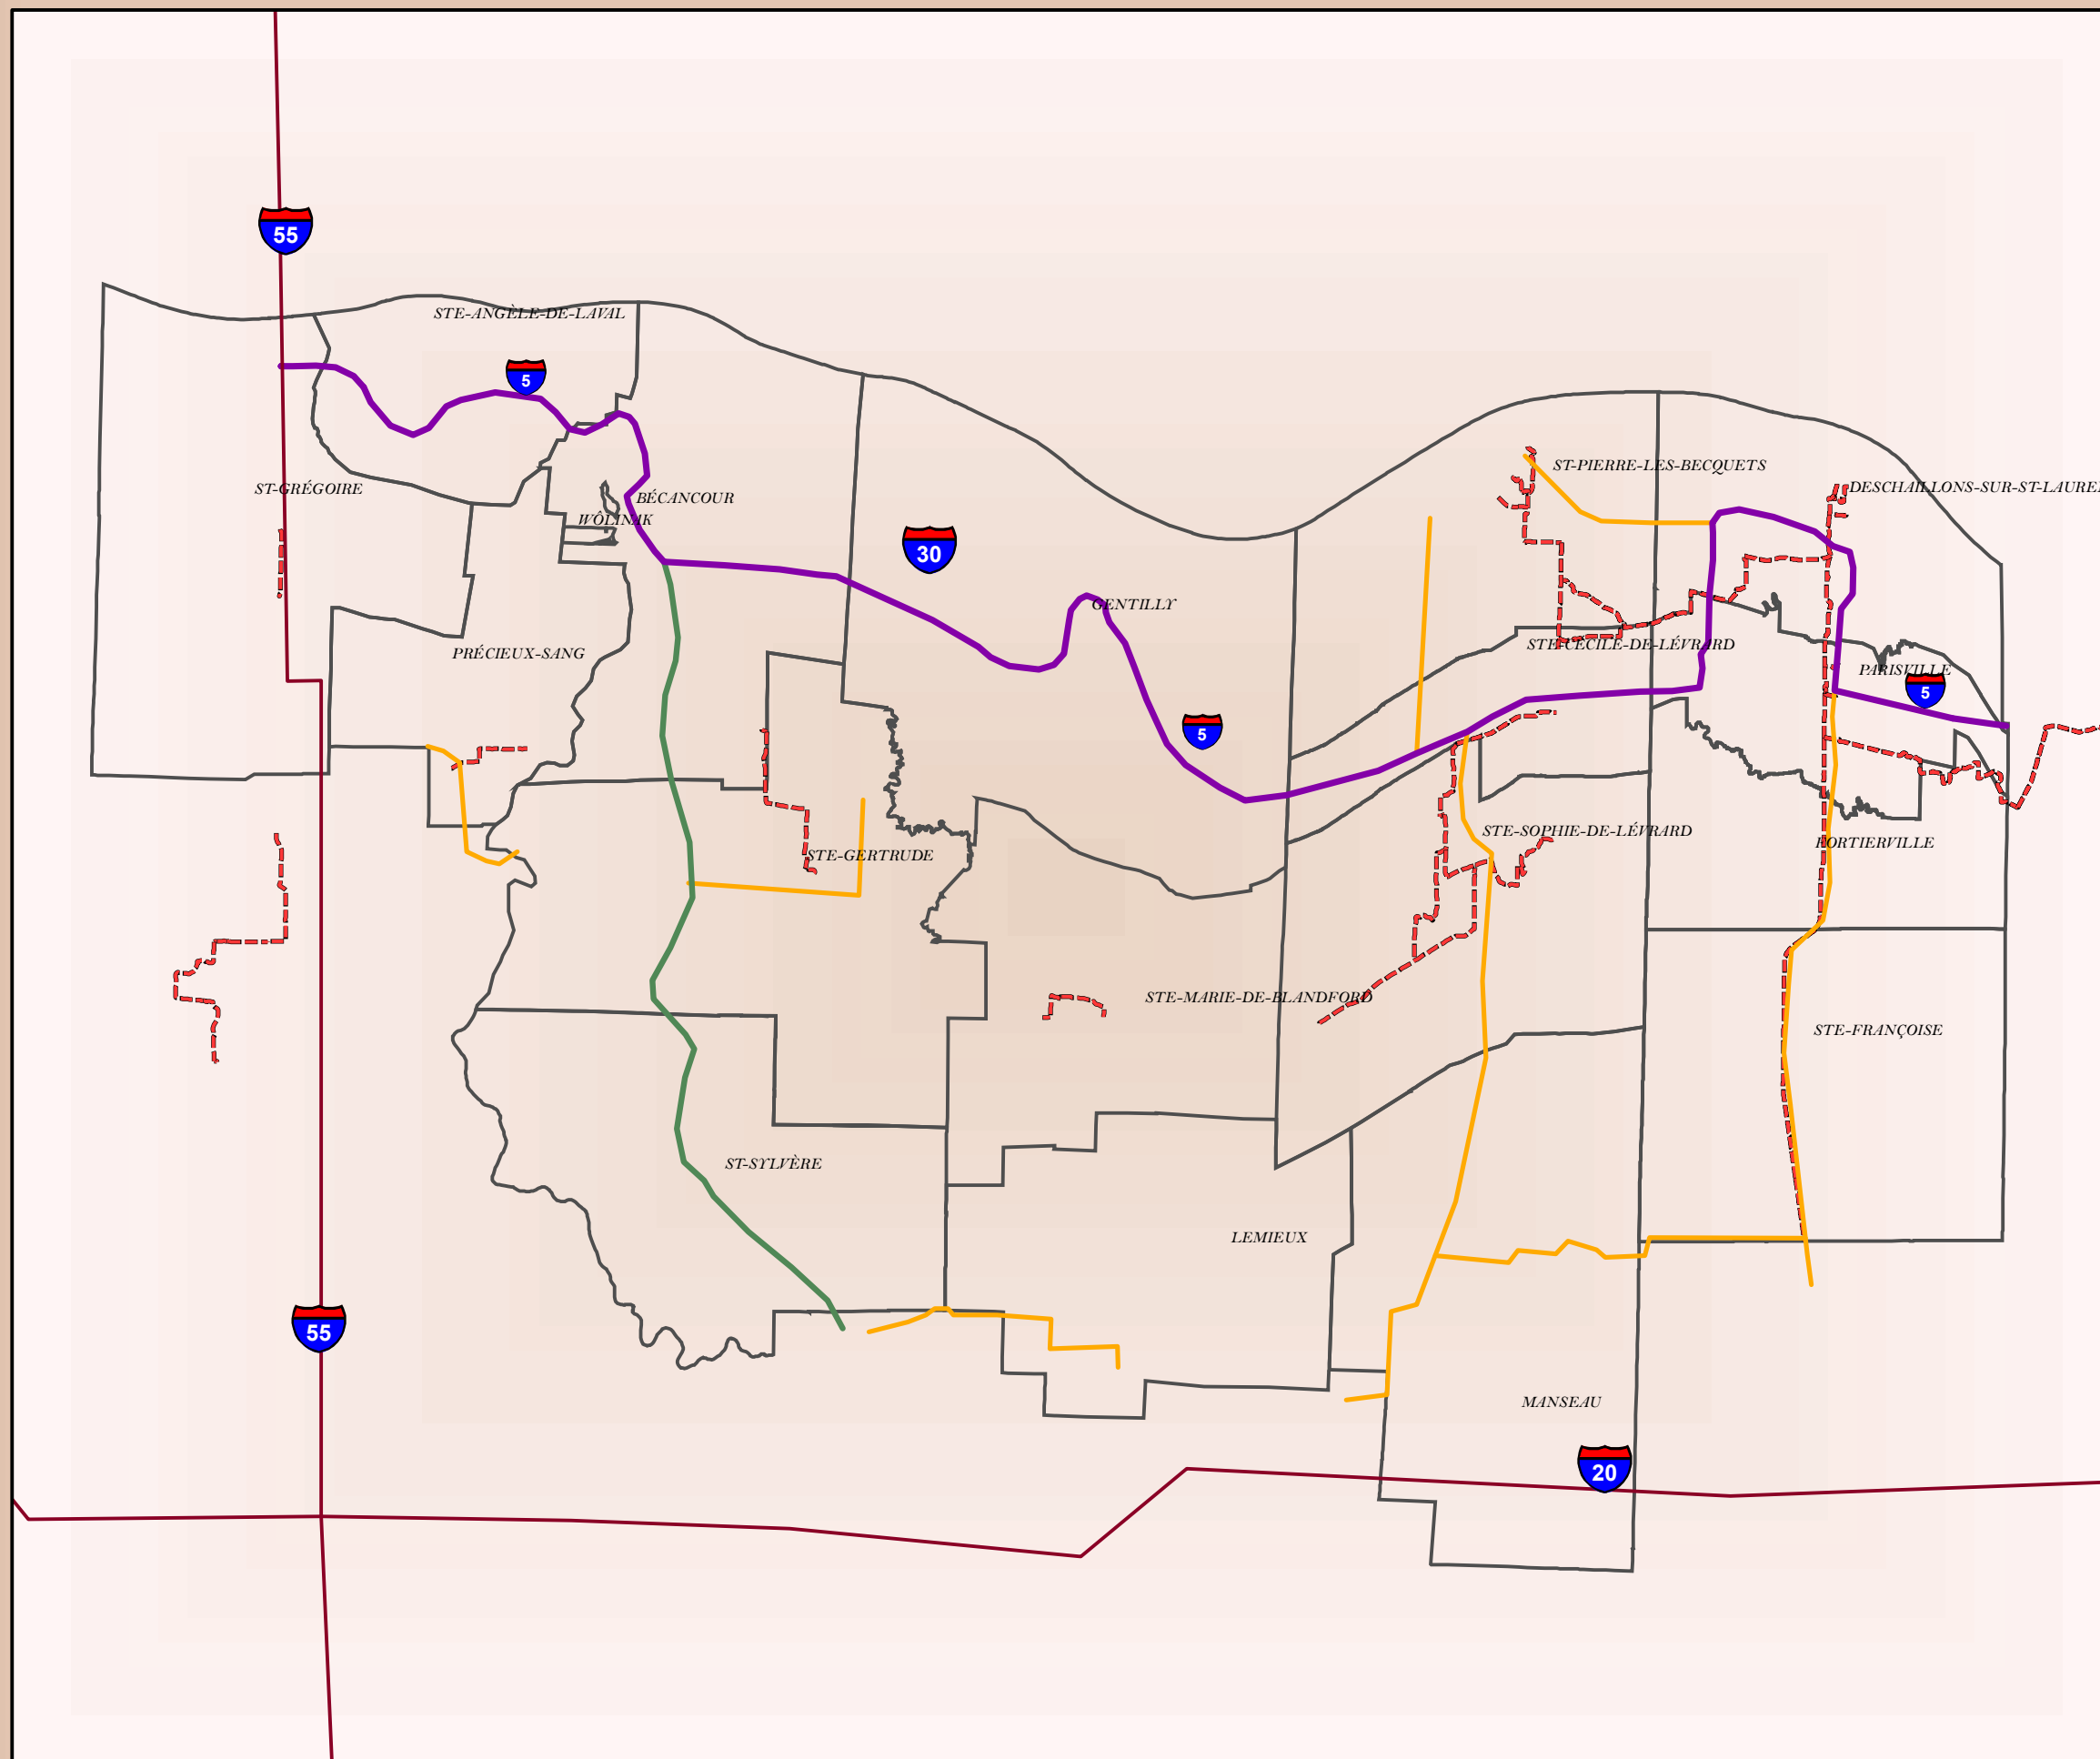 55
STE-ANGÈLE-DE-LAVAL
5
ST-PIERRE-LES-BECQUETS
DESCHAILLONS-SUR-ST-LAURE
ST-GRÉGOIRE
BÉCANCOUR
WÔLINAK
30
GENTILLY
STE-CÉCILE-DE-LÉVRARD
PRÉCIEUX-SANG
PARISVILLE
5
5
STE-SOPHIE-DE-LÉVRARD
FORTIERVILLE
STE-GERTRUDE
STE-MARIE-DE-BLANDFORD
STE-FRANÇOISE
ST-SYLVÈRE
LEMIEUX
55
MANSEAU
20